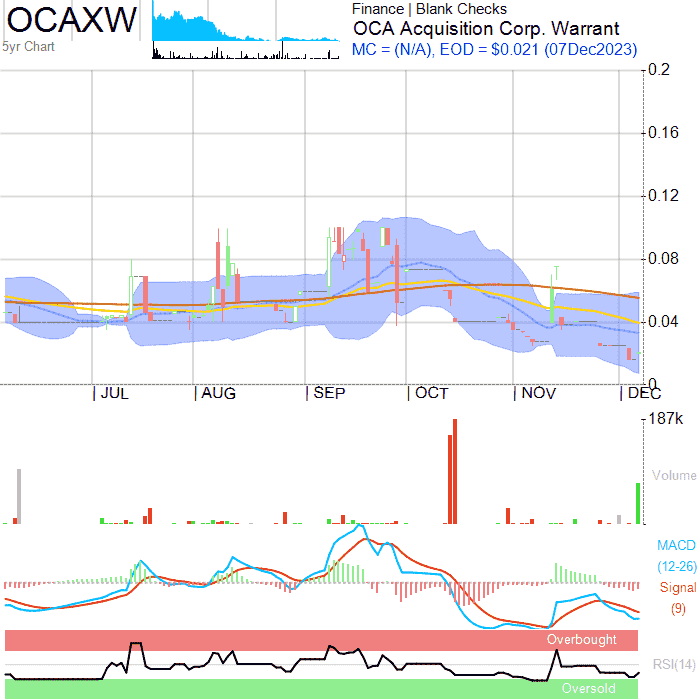 OCAXW
5yr Chart
Finance | Blank Checks
OCA Acquisition Corp. Warrant
MC = (N/A), EOD = $0.021 (07Dec2023)
0.2
0.16
0.12
0.08
0.04
0
JUL AUG SEP OCT NOV DEC
187k
Volume
MACD
(12-26)
Signal
(9)
Overbought
RSI(14)
Oversold